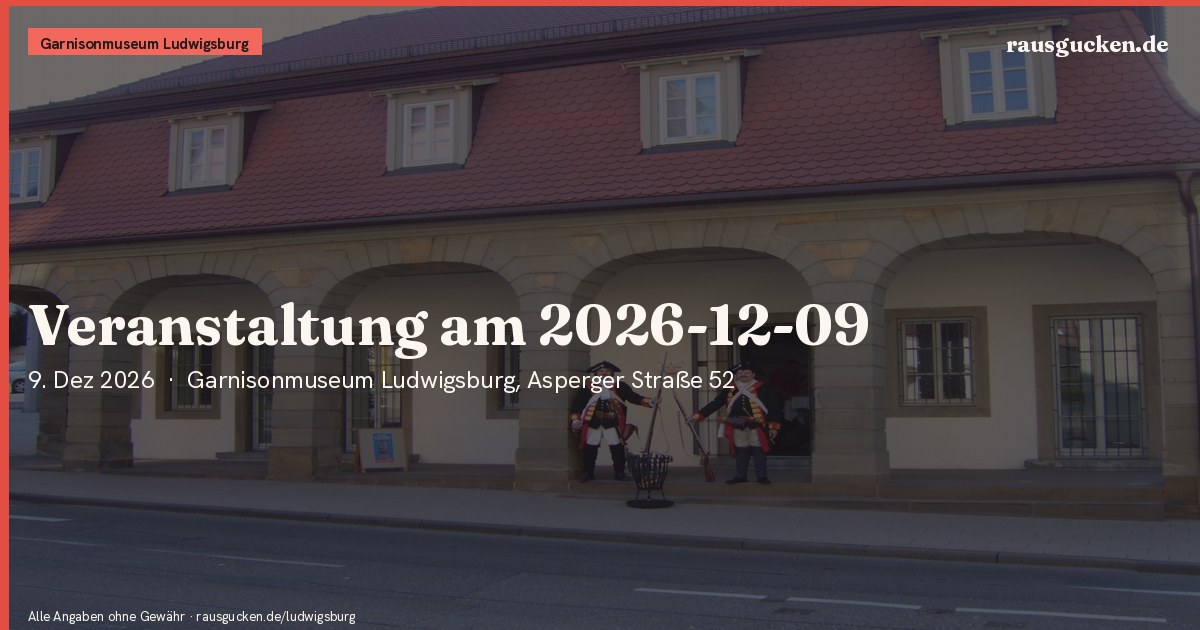 Garnisonmuseum Ludwigsburg
rausgucken.de
Veranstaltung am 2026-12-09
9. Dez 2026 · Garnisonmuseum Ludwigsburg, Asperger Straße 52
Alle Angaben ohne Gewähr · rausgucken.de/ludwigsburg